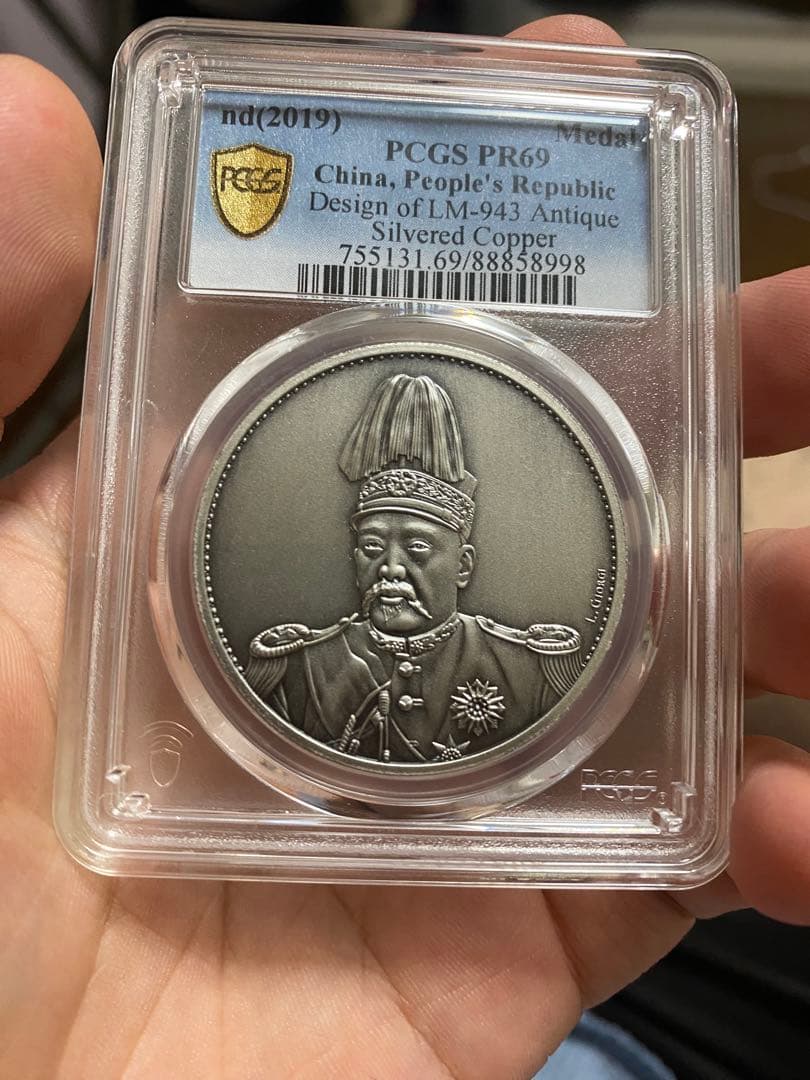 nd(2019)
Medal
PCGS PR69
China, People's Republic
Design of LM-943 Antique
Silvered Copper
755131.69/88858998
PCGS
L. GIORGI
PCGS